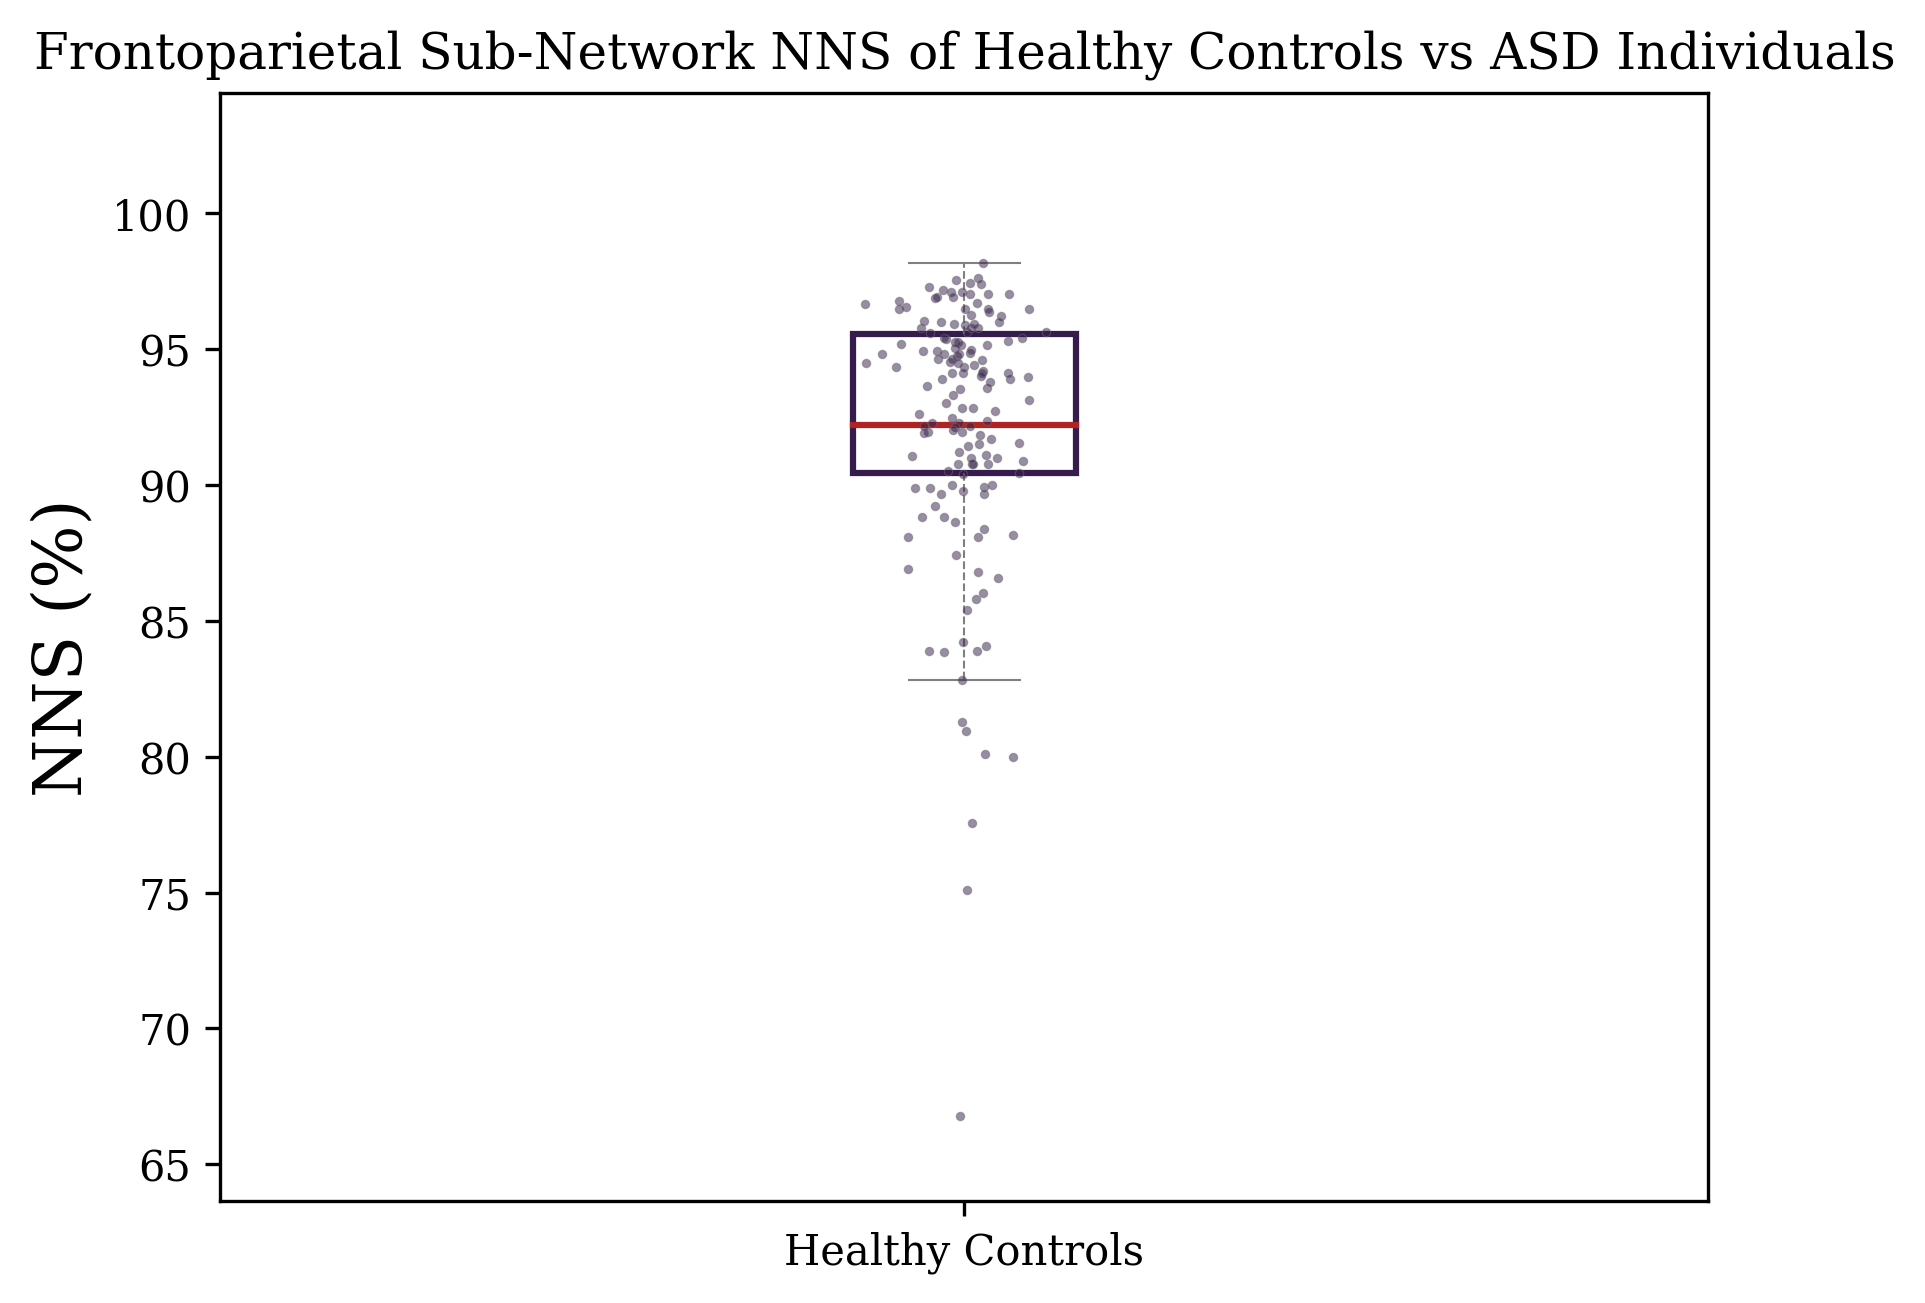 Frontoparietal Sub-Network NNS of Healthy Controls vs ASD Individuals
NNS (%)
100
95
90
85
80
75
70
65
Healthy Controls